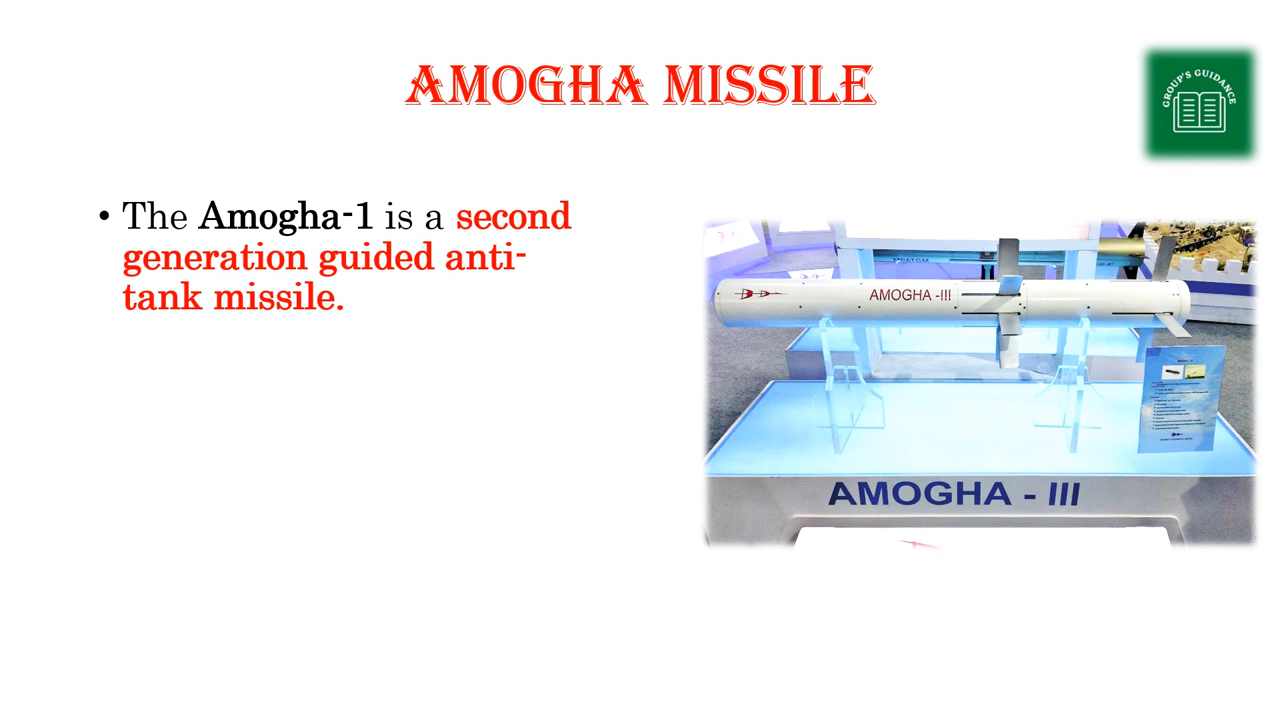 AMOGHA MISSILE
GROUP'S GUIDANCE
• The Amogha-1 is a second
generation guided anti-
tank missile.
AMOGHA -III
AMOGHA - III